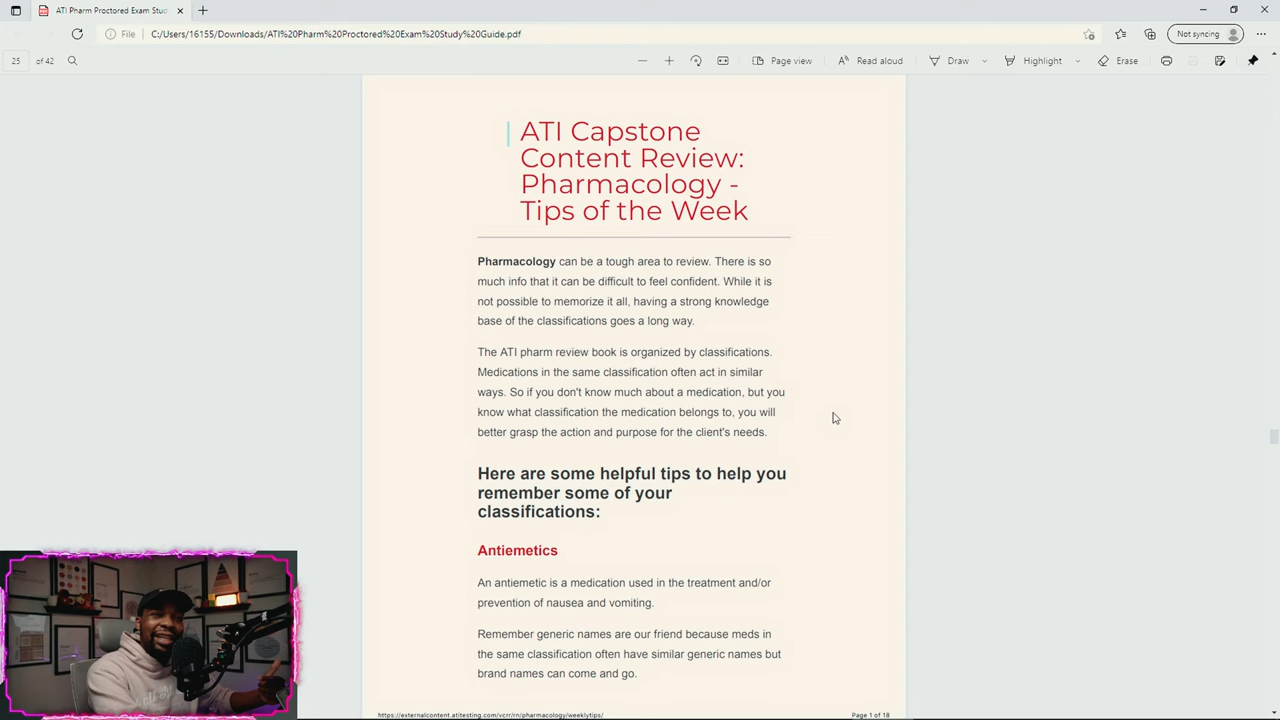 ATI Pharm Proctored Exam Stud
File
C:/Users/16155/Downloads/ATI%20Pharm%20Proctored%20Exam%20Study%20Guide.pdf
Not syncing
25 of 42
Page view
Read aloud
Draw
Highlight
Erase
ATI Capstone
Content Review:
Pharmacology -
Tips of the Week
Pharmacology can be a tough area to review. There is so
much info that it can be difficult to feel confident. While it is
not possible to memorize it all, having a strong knowledge
base of the classifications goes a long way.
The ATI pharm review book is organized by classifications.
Medications in the same classification often act in similar
ways. So if you don't know much about a medication, but you
know what classification the medication belongs to, you will
better grasp the action and purpose for the client's needs.
Here are some helpful tips to help you
remember some of your
classifications:
Antiemetics
An antiemetic is a medication used in the treatment and/or
prevention of nausea and vomiting.
Remember generic names are our friend because meds in
the same classification often have similar generic names but
brand names can come and go.
https://externalcontent.atitesting.com/vcrr/rn/pharmacology/weeklytips/
Page 1 of 18